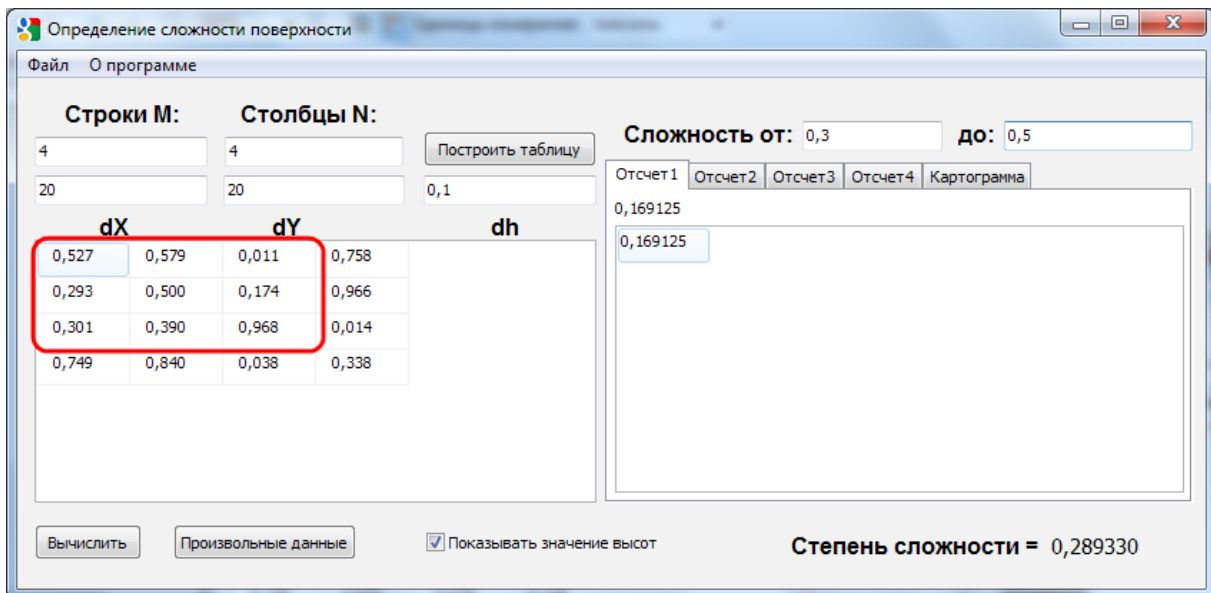 Определение сложности поверхности
Файл О программе
Строки M: Столбцы N:
4 4 Построить таблицу
20 20 0,1
dX dY dh
0,527 0,579 0,011 0,758
0,293 0,500 0,174 0,966
0,301 0,390 0,968 0,014
0,749 0,840 0,038 0,338
Сложность от: 0,3 до: 0,5
Отсчет1 Отсчет2 Отсчет3 Отсчет4 Картограмма
0,169125
0,169125
Вычислить Произвольные данные Показывать значение высот Степень сложности = 0,289330